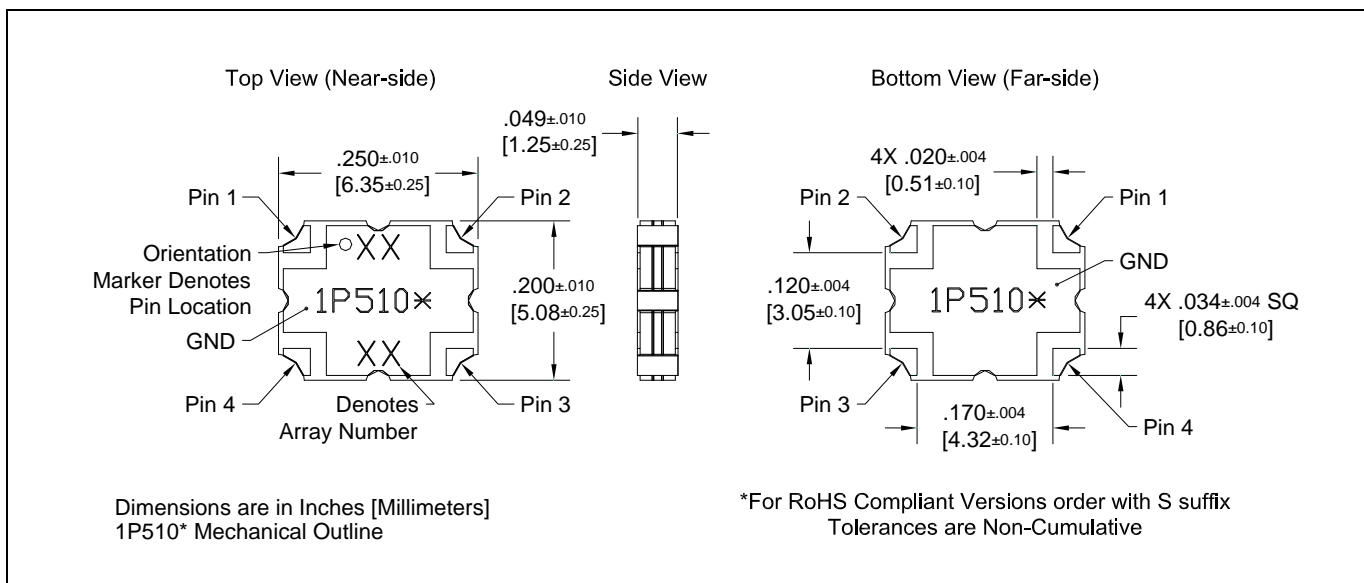 Top View (Near-side)
Side View
Bottom View (Far-side)
.250±.010
[6.35±0.25]
.049±.010
[1.25±0.25]
4X .020±.004
[0.51±0.10]
Pin 1
Pin 2
Pin 2
Pin 1
Orientation
Marker Denotes
Pin Location
XX
1P510*
XX
GND
.200±.010
[5.08±0.25]
.120±.004
[3.05±0.10]
1P510*
GND
4X .034±.004 SQ
[0.86±0.10]
Pin 4
Denotes
Array Number
Pin 3
Pin 3
.170±.004
[4.32±0.10]
Pin 4
Dimensions are in Inches [Millimeters]
1P510* Mechanical Outline
*For RoHS Compliant Versions order with S suffix
Tolerances are Non-Cumulative